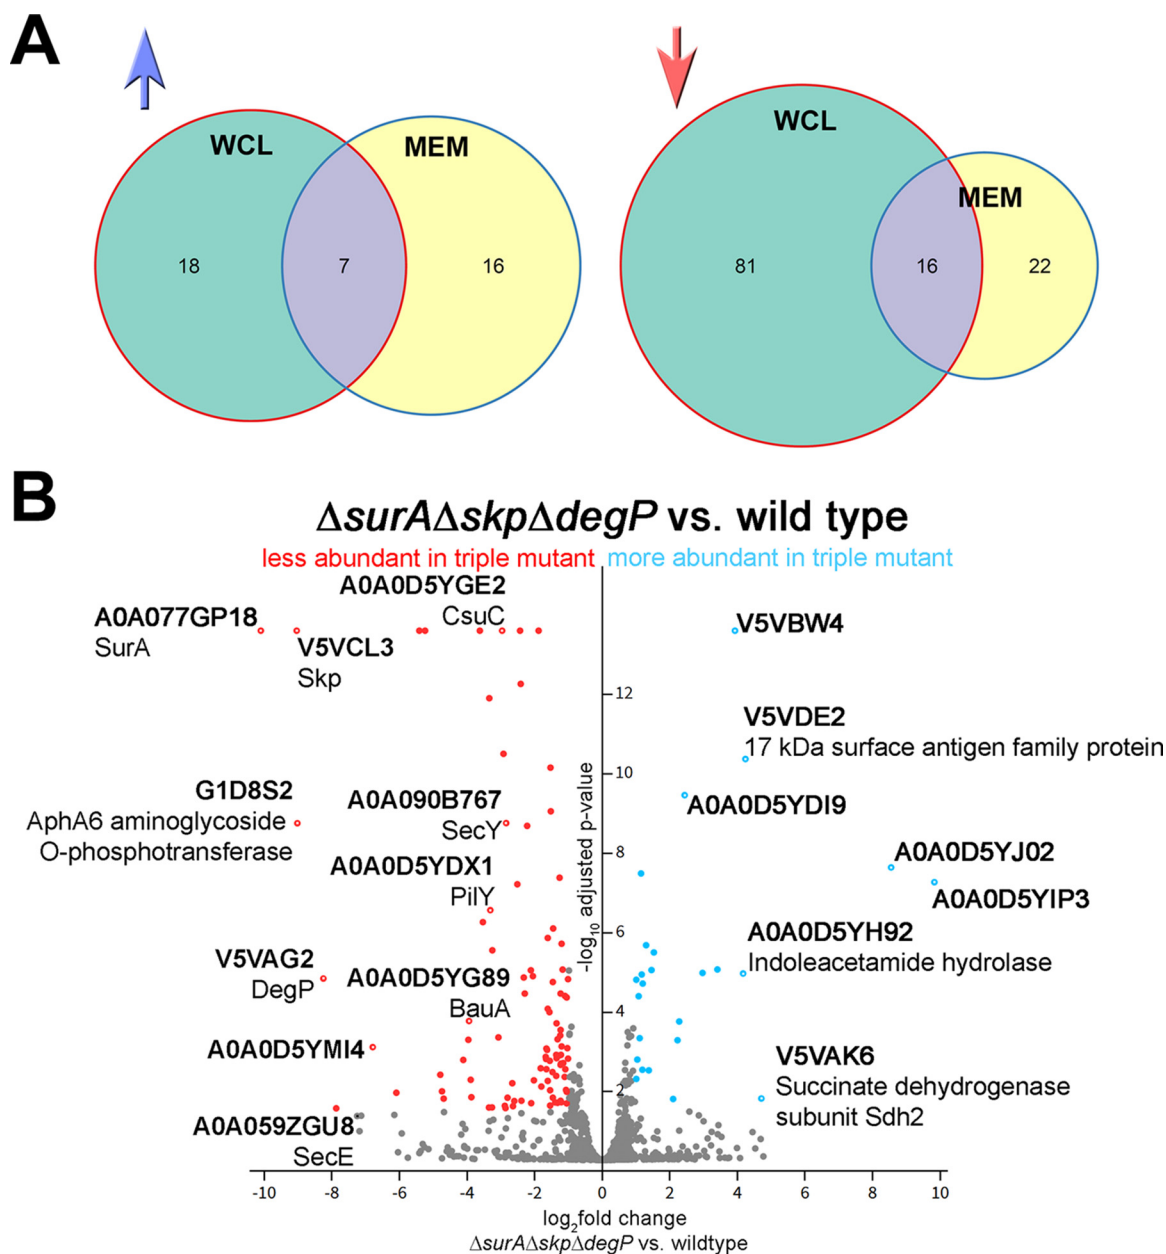 A
WCL
MEM
18
7
16
WCL
MEM
81
16
22
B
ΔsurAΔskpΔdegP vs. wild type
less abundant in triple mutant
more abundant in triple mutant
A0A0D5YGE2
CsuC
A0A077GP18
SurA
V5VCL3
Skp
V5VBW4
V5VDE2
17 kDa surface antigen family protein
G1D8S2
AphA6 aminoglycoside
O-phosphotransferase
A0A090B767
SecY
A0A0D5YDI9
A0A0D5YDX1
PilY
A0A0D5YJ02
A0A0D5YIP3
V5VAG2
DegP
A0A0D5YG89
BauA
A0A0D5YH92
Indoleacetamide hydrolase
A0A0D5YMI4
V5VAK6
Succinate dehydrogenase
subunit Sdh2
A0A059ZGU8
SecE
12
10
8
6
4
2
-log10 adjusted p-value
-10 -8 -6 -4 -2 0 2 4 6 8 10
log2fold change
ΔsurAΔskpΔdegP vs. wildtype